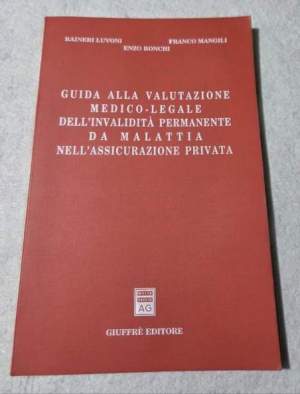 RAINERI LUVONI FRANCO MANGILI
ENZO RONCHI
GUIDA ALLA VALUTAZIONE
MEDICO-LEGALE
DELL'INVALIDITÀ PERMANENTE
DA MALATTIA
NELL'ASSICURAZIONE PRIVATA
AG
GIUFFRÈ EDITORE